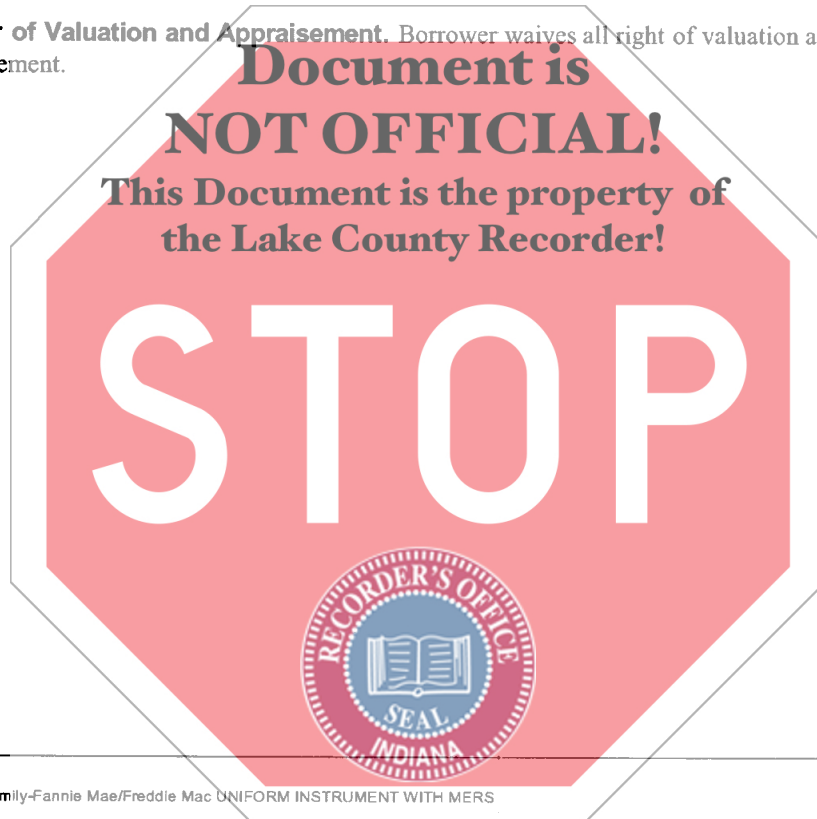 of Valuation and Appraisement. Borrower waives all right of valuation a
ement.
Document is
NOT OFFICIAL!
This Document is the property of
the Lake County Recorder!
STOP
RECORDER'S OFFICE
SEAL
INDIANA
mily-Fannie Mae/Freddie Mac UNIFORM INSTRUMENT WITH MERS